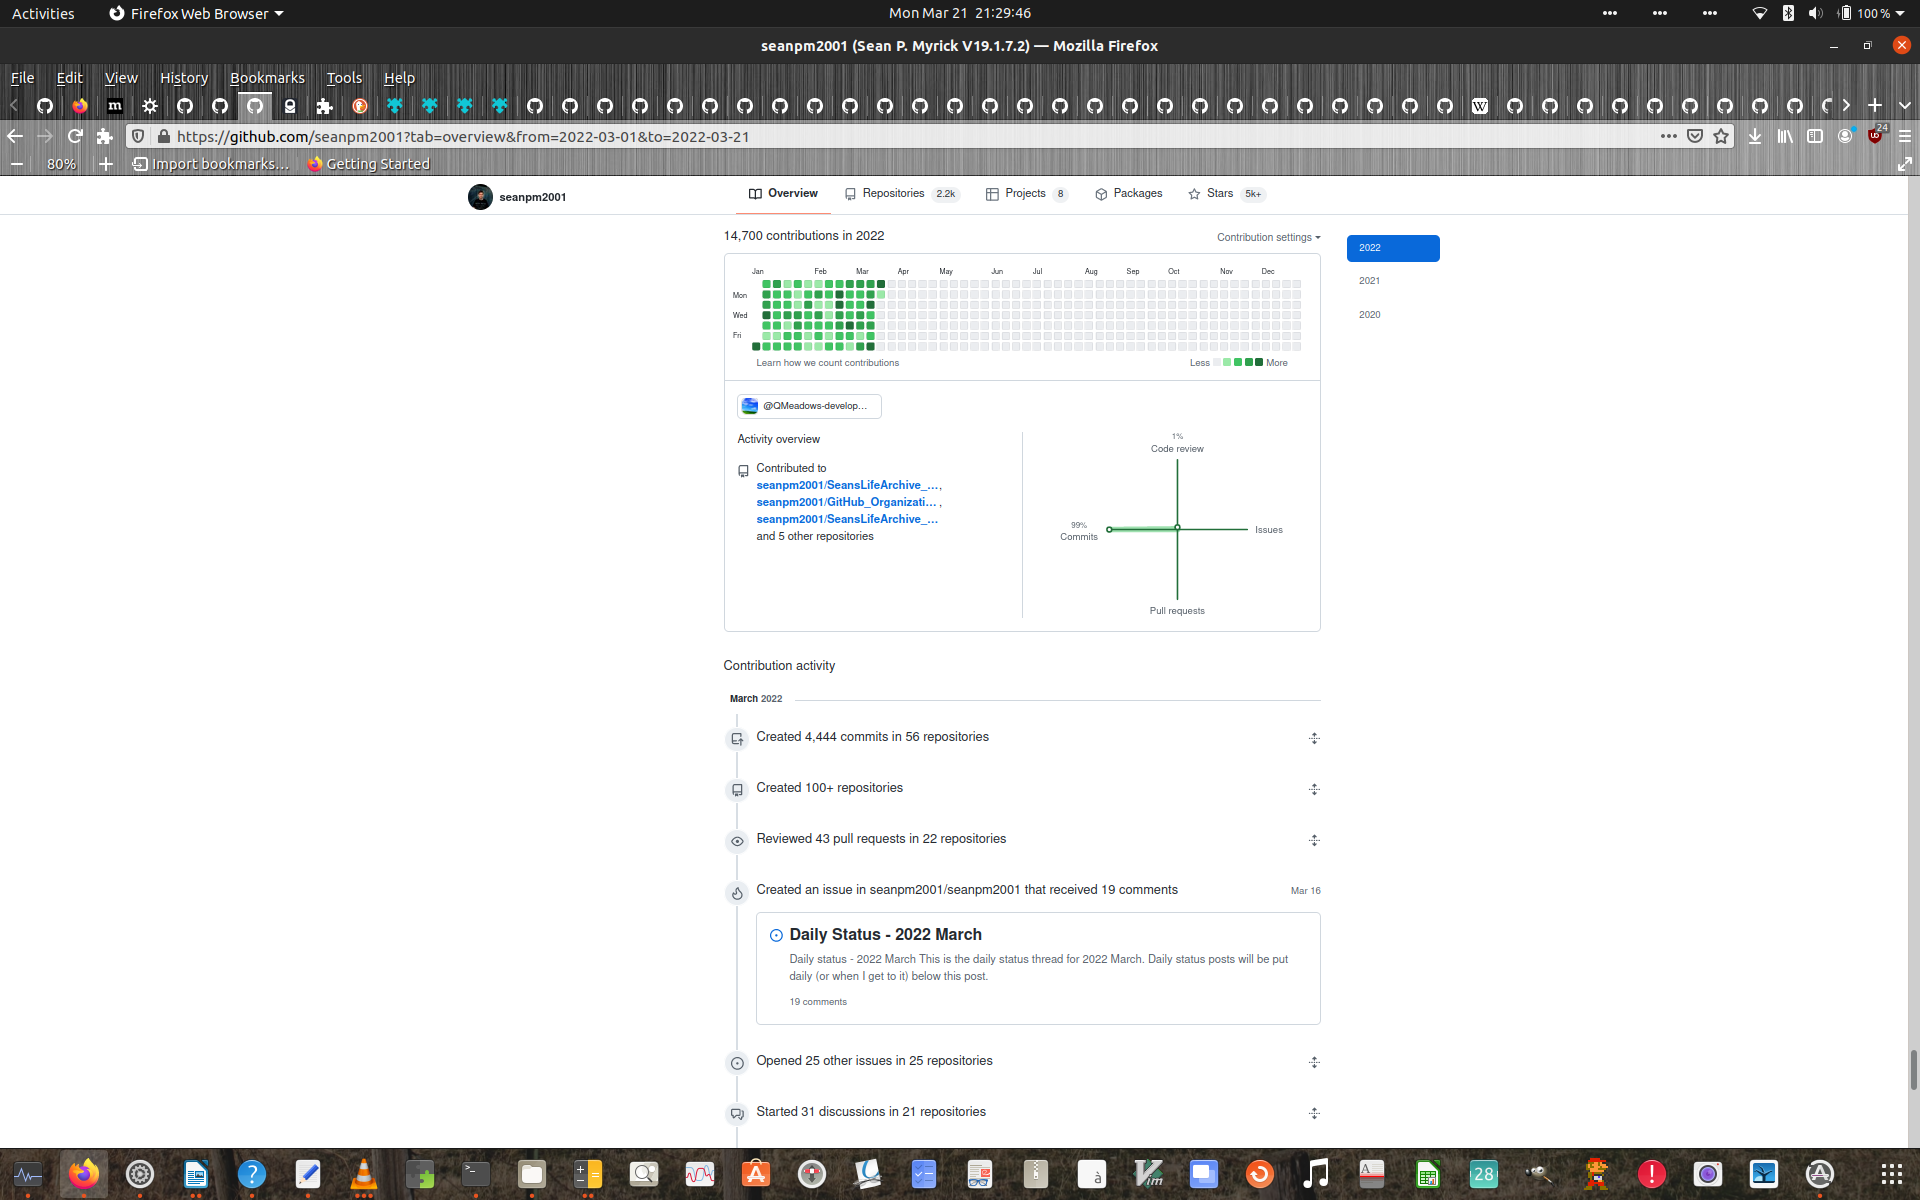 Activities
Firefox Web Browser
Mon Mar 21 21:29:46
100 %
seanpm2001 (Sean P. Myrick V19.1.7.2) — Mozilla Firefox
File Edit View History Bookmarks Tools Help
https://github.com/seanpm2001?tab=overview&from=2022-03-01&to=2022-03-21
24
80%
Import bookmarks...
Getting Started
seanpm2001
Overview
Repositories 2.2k
Projects 8
Packages
Stars 5k+
14,700 contributions in 2022
Contribution settings
2022
2021
2020
Jan Feb Mar Apr May Jun Jul Aug Sep Oct Nov Dec
Mon
Wed
Fri
Learn how we count contributions
Less More
@QMeadows-develop...
Activity overview
Contributed to
seanpm2001/SeansLifeArchive_...,
seanpm2001/GitHub_Organizati... ,
seanpm2001/SeansLifeArchive_...
and 5 other repositories
1%
Code review
99%
Commits
Issues
Pull requests
Contribution activity
March 2022
Created 4,444 commits in 56 repositories
Created 100+ repositories
Reviewed 43 pull requests in 22 repositories
Created an issue in seanpm2001/seanpm2001 that received 19 comments
Mar 16
Daily Status - 2022 March
Daily status - 2022 March This is the daily status thread for 2022 March. Daily status posts will be put
daily (or when I get to it) below this post.
19 comments
Opened 25 other issues in 25 repositories
Started 31 discussions in 21 repositories
28